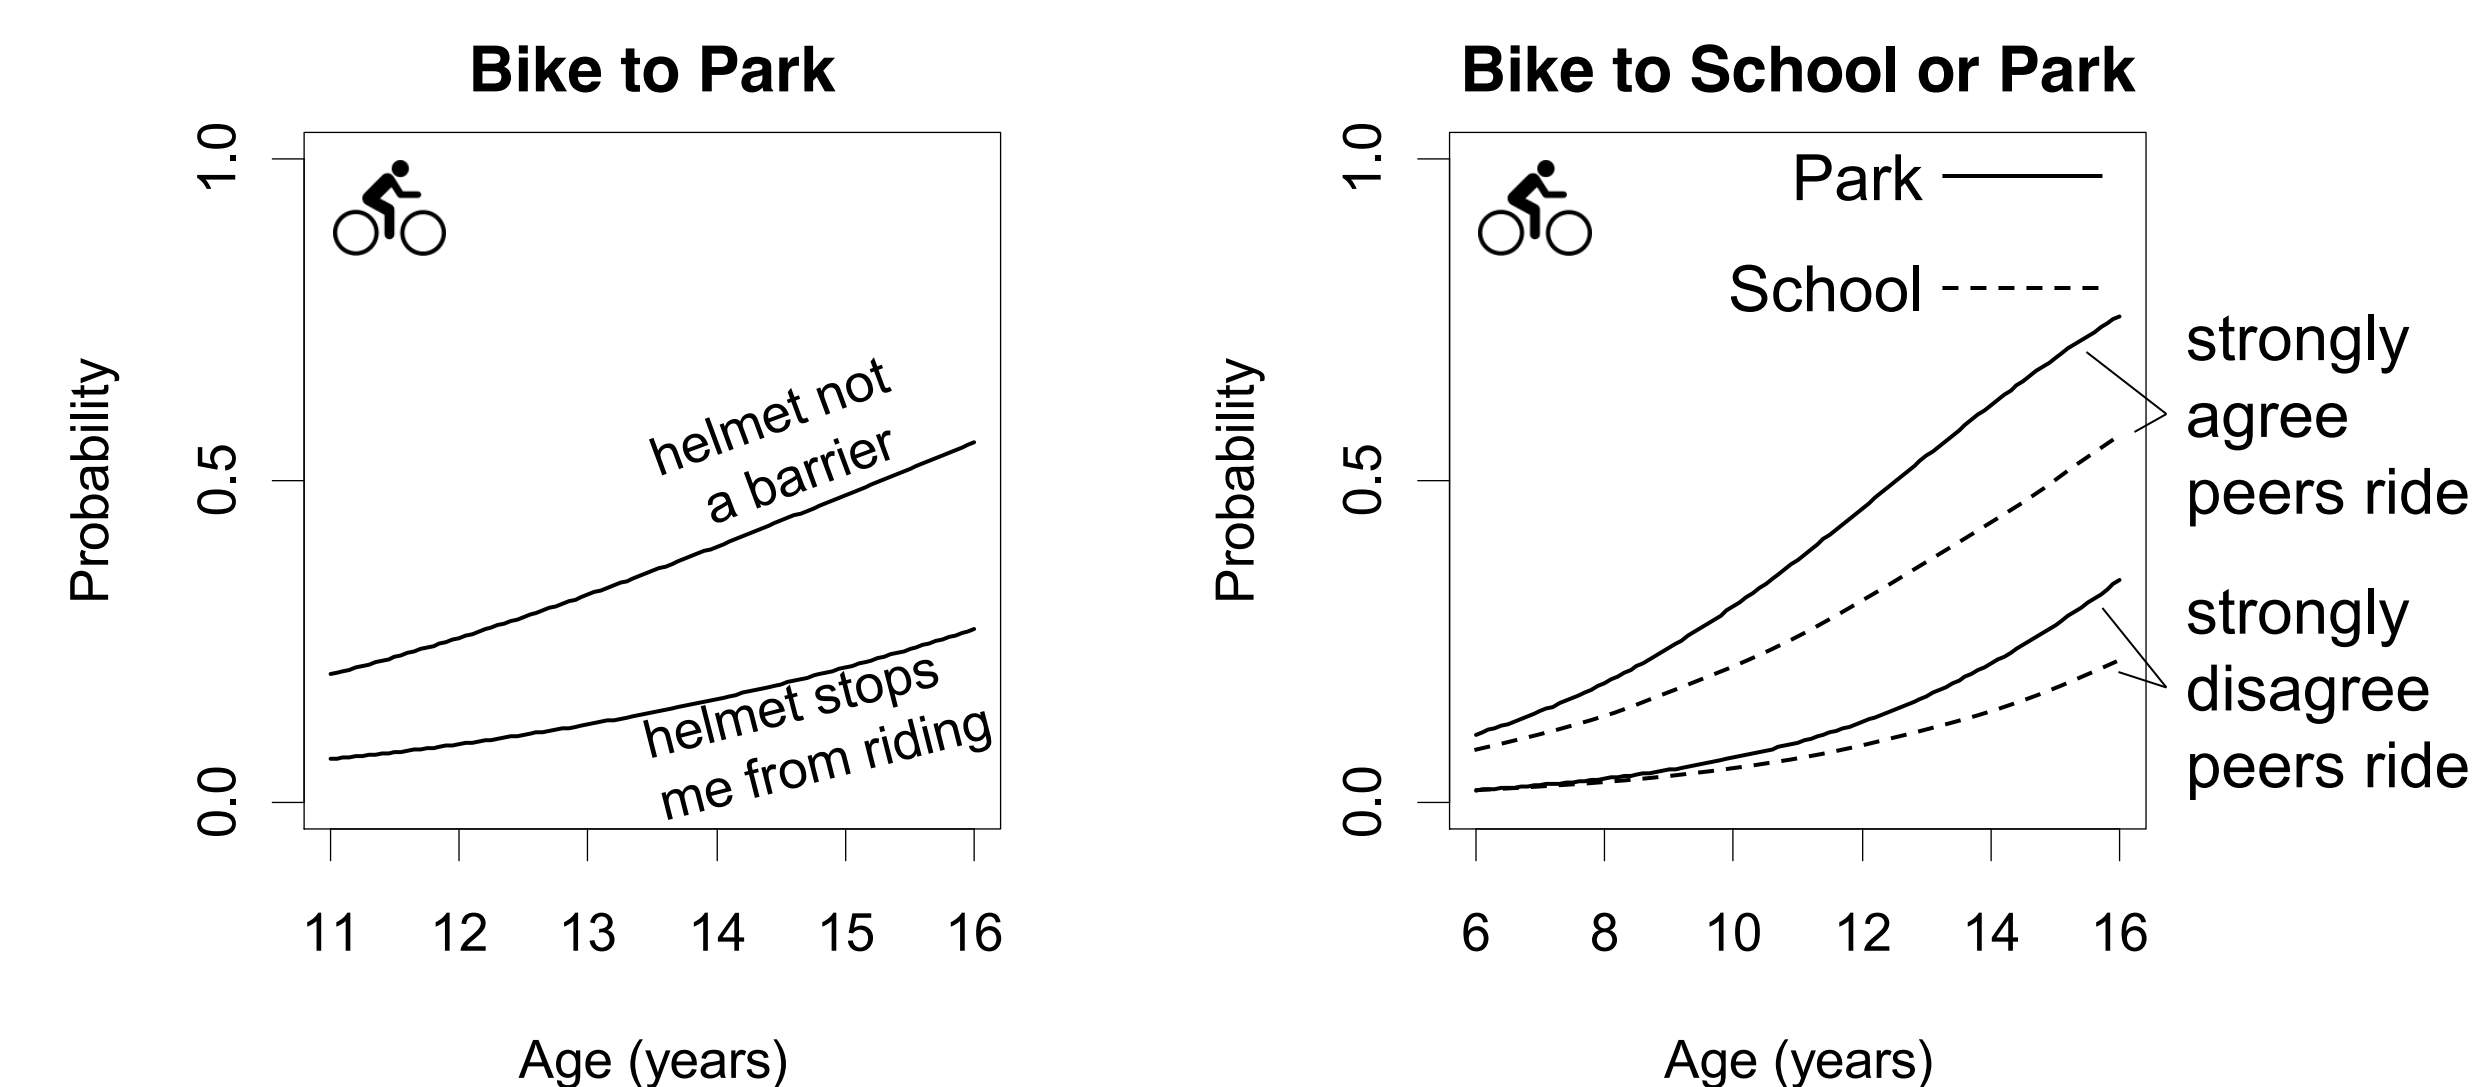 Bike to Park
Probability
1.0
0.5
0.0
helmet not
a barrier
helmet stops
me from riding
11 12 13 14 15 16
Age (years)
Bike to School or Park
Probability
1.0
0.5
0.0
Park
School
strongly
agree
peers ride
strongly
disagree
peers ride
6 8 10 12 14 16
Age (years)